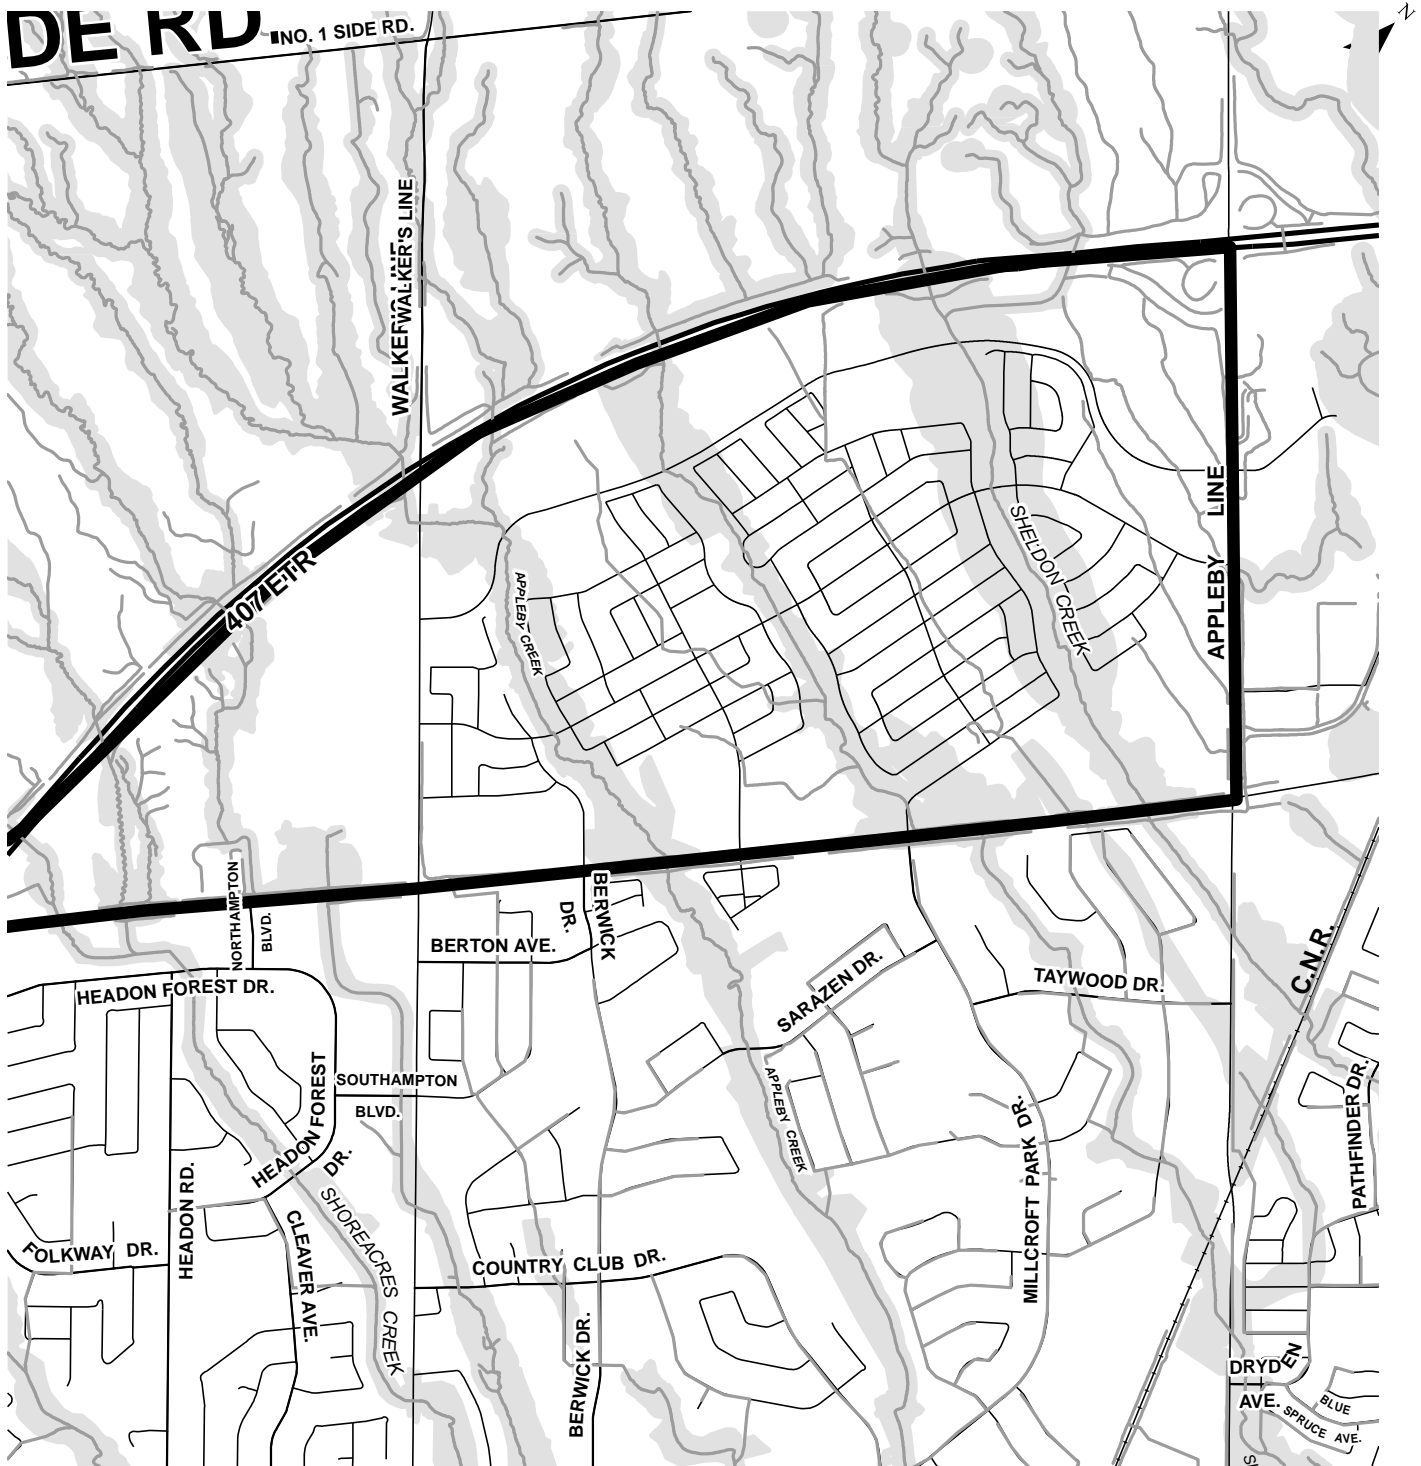 DE RD.
NO. 1 SIDE RD.
N
WALKER'S LINE
WALKER'S LINE
407 ETR
APPLEBY LINE
SHELDON CREEK
APPLEBY CREEK
NORTHAMPTON
BLVD.
BERWICK
DR.
BERTON AVE.
HEADON FOREST DR.
SARAZEN DR.
TAYWOOD DR.
C.N.R.
HEADON FOREST
DR.
SOUTHAMPTON
BLVD.
APPLEBY CREEK
MILLCROFT PARK DR.
PATHFINDER DR.
HEADON RD.
FOLKWAY DR.
CLEAVER AVE.
SHOREACRES CREEK
COUNTRY CLUB DR.
BERWICK DR.
DRYDEN
AVE.
BLUE
SPRUCE AVE.